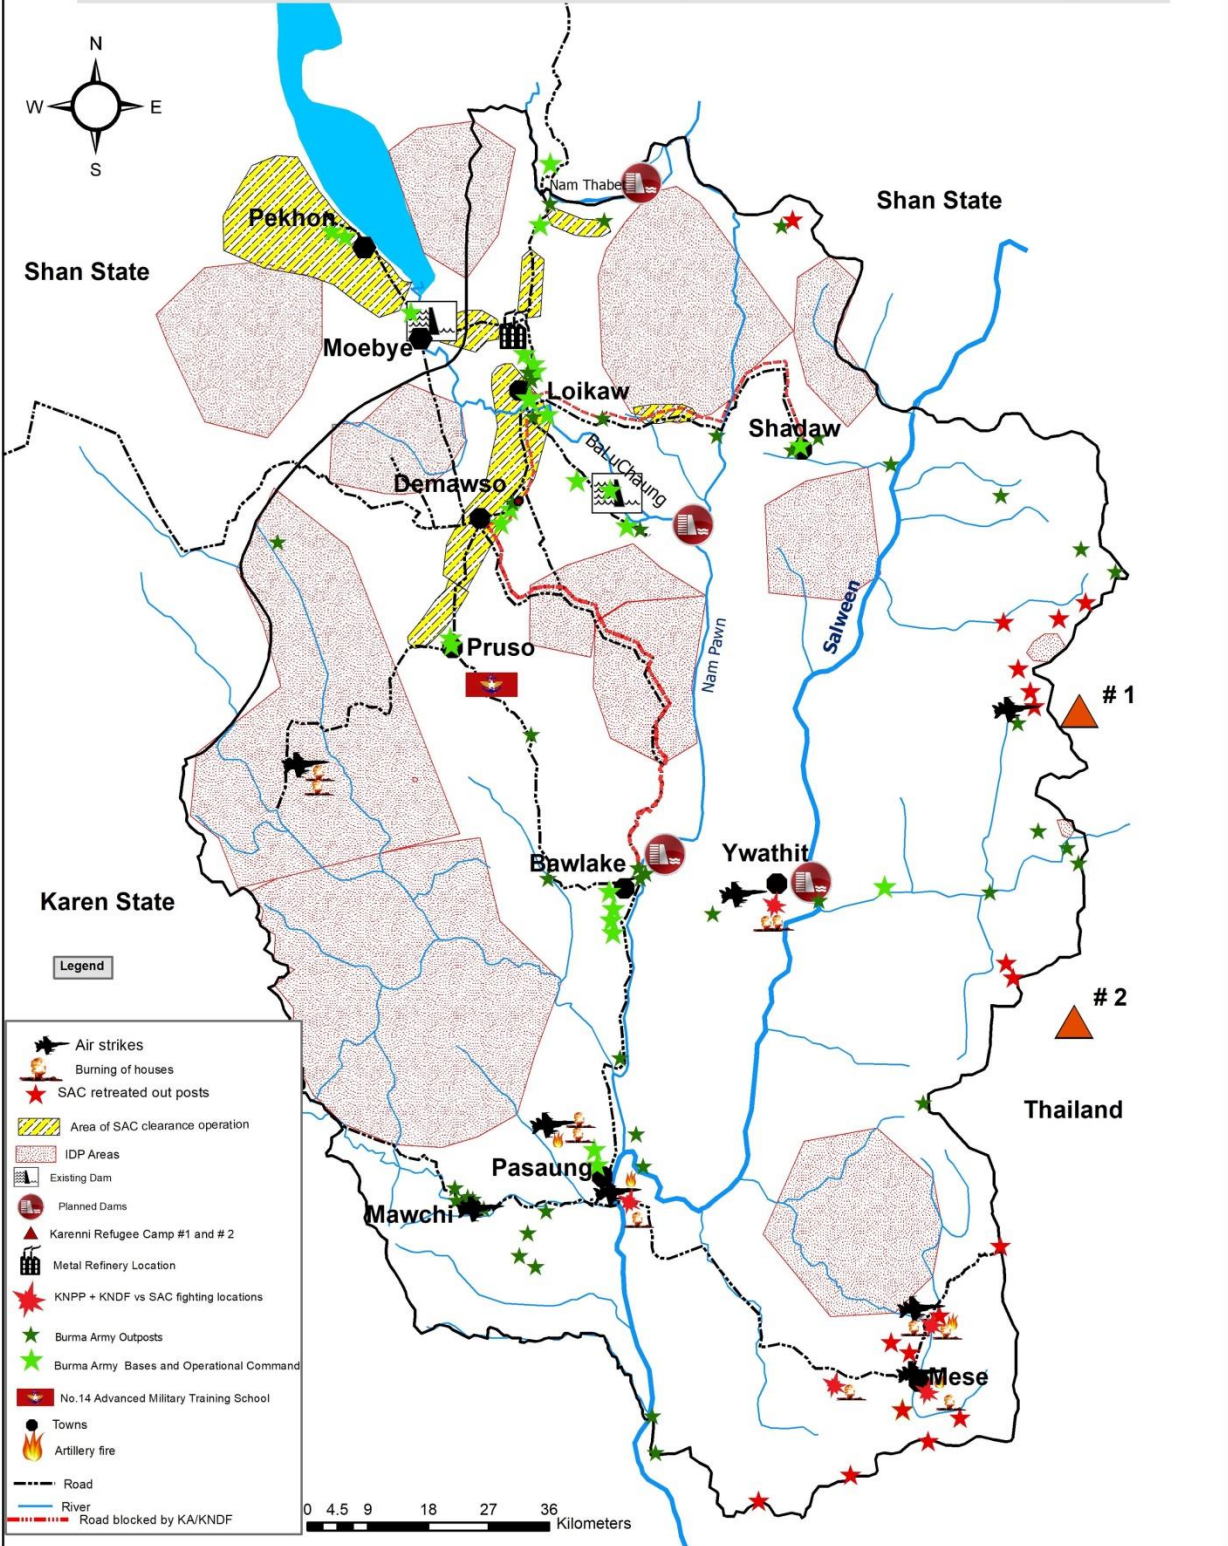 N
W
E
S
Nam Thabet
Shan State
Pekhon
Shan State
Moebye
Loikaw
Shadaw
BaLuChaung
Demawso
Salween
Nam Pawn
Pruso
# 1
Bawlake
Ywathit
Karen State
Legend
# 2
Air strikes
Burning of houses
SAC retreated out posts
Area of SAC clearance operation
IDP Areas
Existing Dam
Planned Dams
Karenni Refugee Camp #1 and # 2
Metal Refinery Location
KNPP + KNDF vs SAC fighting locations
Burma Army Outposts
Burma Army Bases and Operational Command
No.14 Advanced Military Training School
Towns
Artillery fire
Road
River
Road blocked by KA/KNDF
Thailand
Pasaung
Mawchi
Mese
0 4.5 9 18 27 36
Kilometers